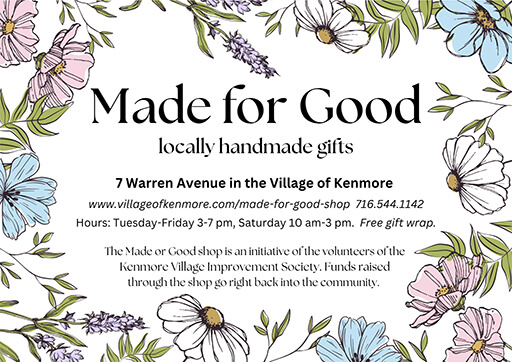 Made for Good
locally handmade gifts
7 Warren Avenue in the Village of Kenmore
www.villageofkenmore.com/made-for-good-shop 716.544.1142
Hours: Tuesday-Friday 3-7 pm, Saturday 10 am-3 pm. Free gift wrap.
The Made or Good shop is an initiative of the volunteers of the
Kenmore Village Improvement Society. Funds raised
through the shop go right back into the community.